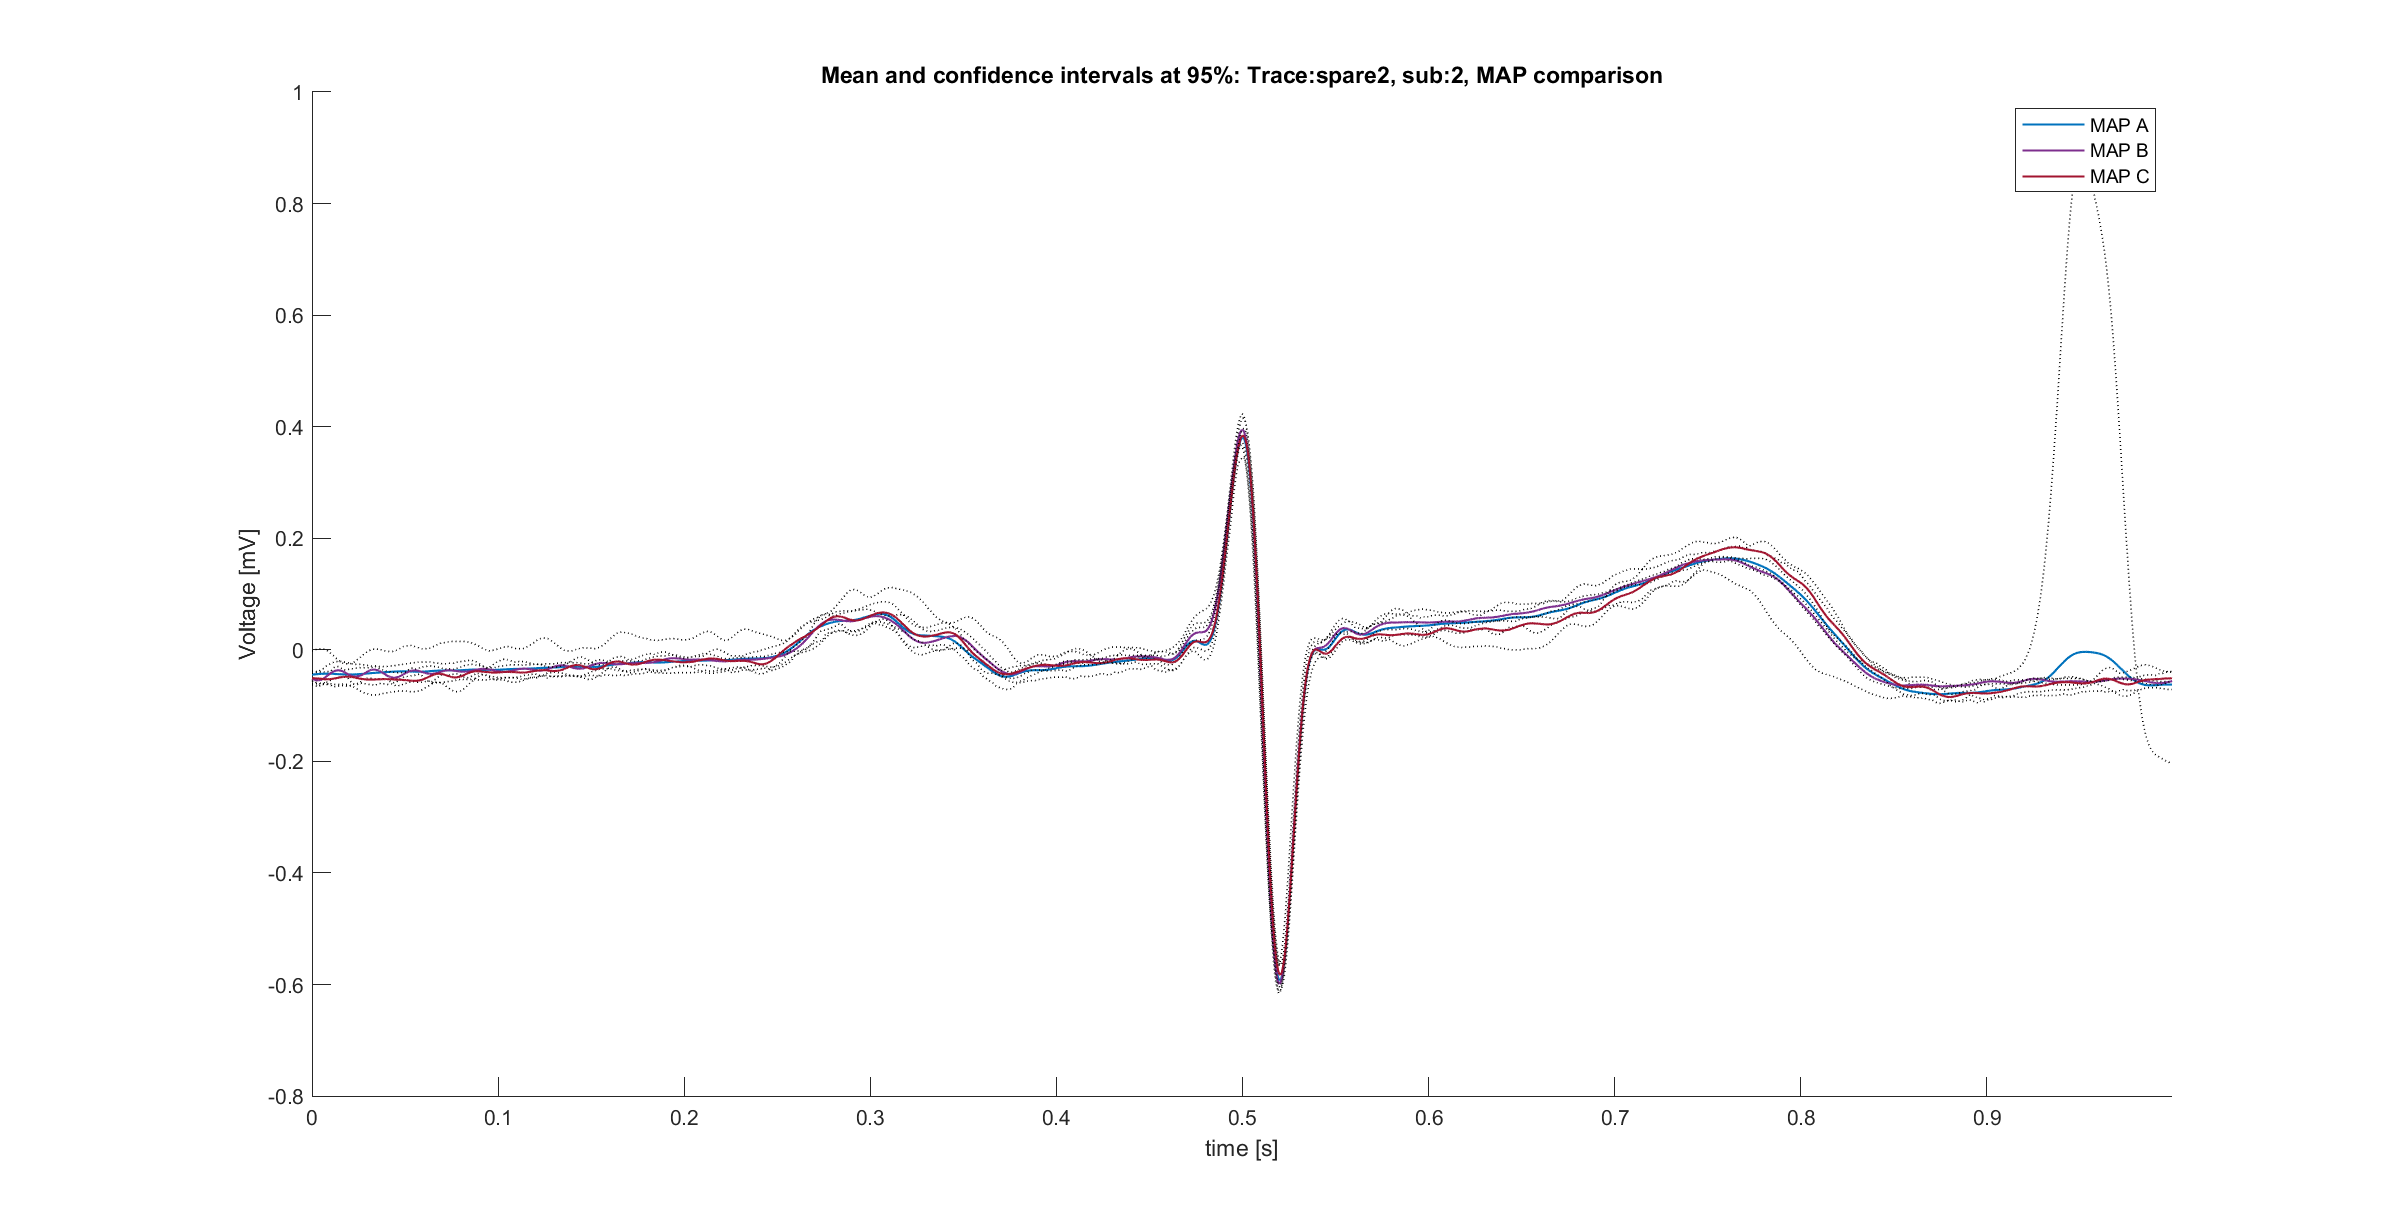 Mean and confidence intervals at 95%: Trace:spare2, sub:2, MAP comparison
MAP A
MAP B
MAP C
Voltage [mV]
1
0.8
0.6
0.4
0.2
0
-0.2
-0.4
-0.6
-0.8
0 0.1 0.2 0.3 0.4 0.5 0.6 0.7 0.8 0.9
time [s]